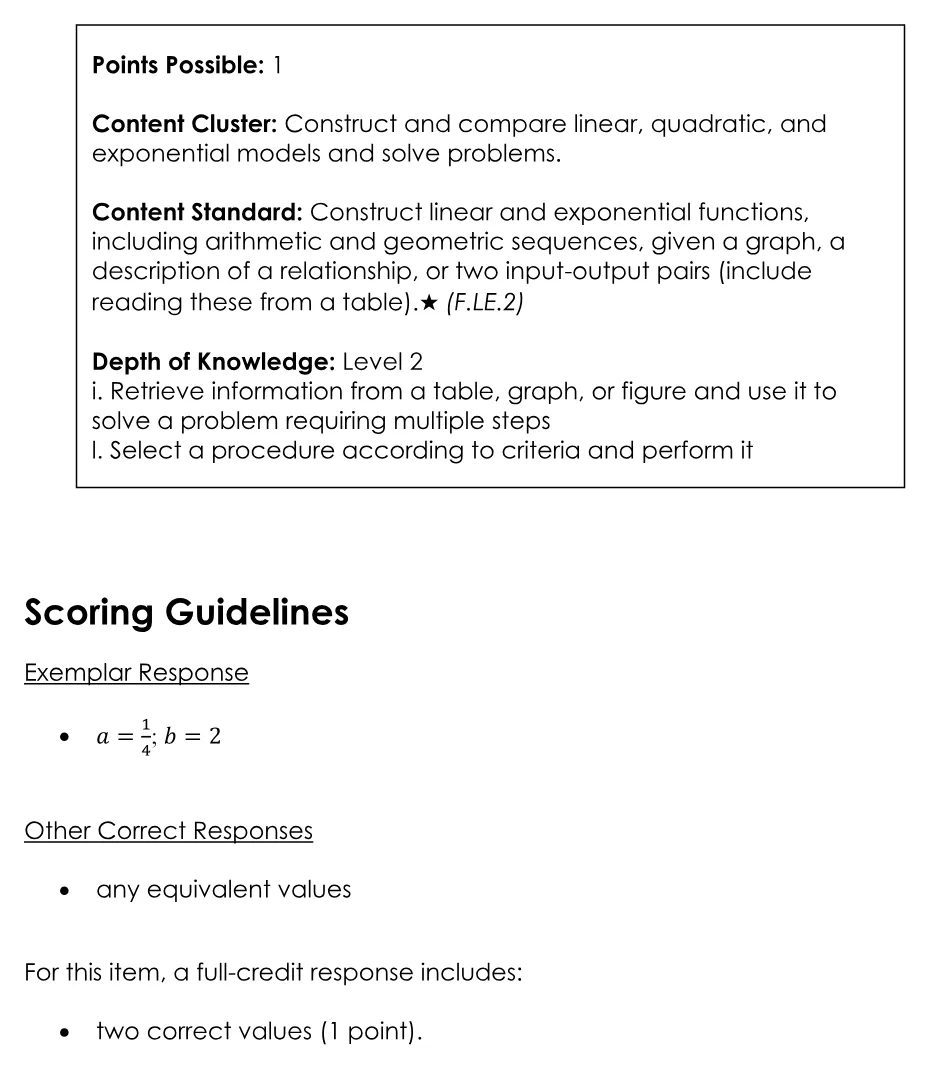 Points Possible: 1
Content Cluster: Construct and compare linear, quadratic, and
exponential models and solve problems.
Content Standard: Construct linear and exponential functions,
including arithmetic and geometric sequences, given a graph, a
description of a relationship, or two input-output pairs (include
reading these from a table).★ (F.LE.2)
Depth of Knowledge: Level 2
i. Retrieve information from a table, graph, or figure and use it to
solve a problem requiring multiple steps
l. Select a procedure according to criteria and perform it
Scoring Guidelines
Exemplar Response
• a = 1/4; b = 2
Other Correct Responses
• any equivalent values
For this item, a full-credit response includes:
• two correct values (1 point).